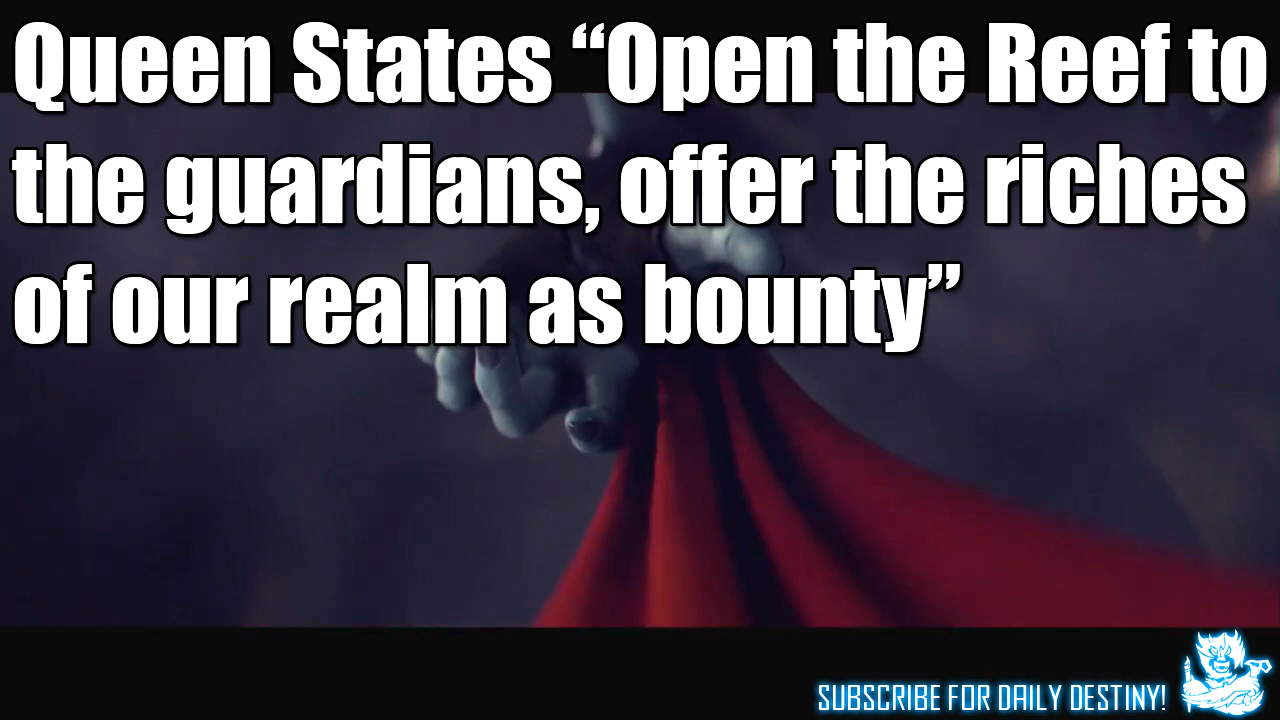 Queen States “Open the Reef to
the guardians, offer the riches
of our realm as bounty”
SUBSCRIBE FOR DAILY DESTINY!